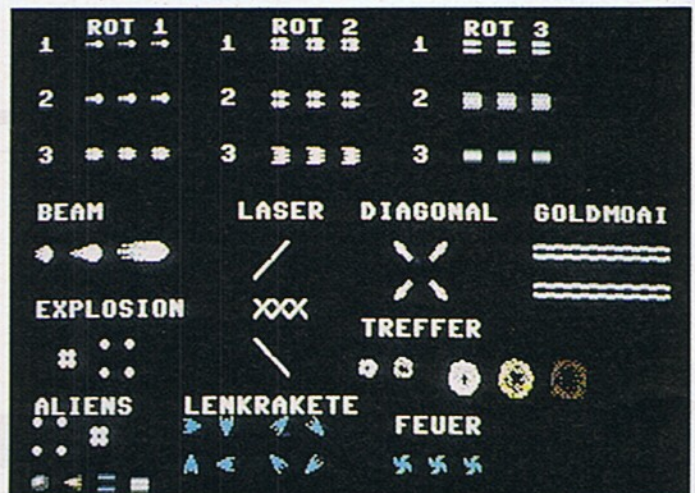 ROT 1 ROT 2 ROT 3
1 1 1
2 2 2
3 3 3
BEAM LASER DIAGONAL GOLDMOAI
EXPLOSION
TREFFER
ALIENS LENKRAKETE
FEUER